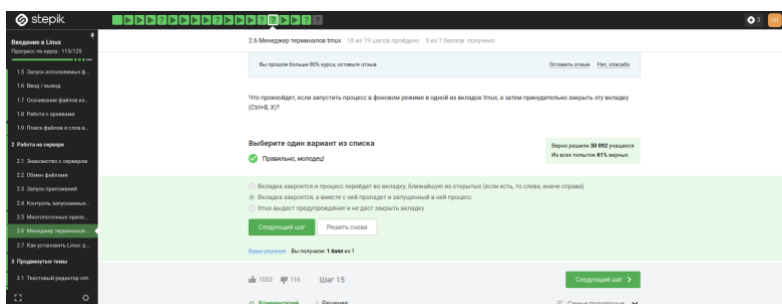 stepik
3
Введение в Linux
Прогресс по курсу: 113/125
1.5 Запуск исполняемых ф...
1.6 Ввод / вывод
1.7 Скачивание файлов из...
1.8 Работа с архивами
1.9 Поиск файлов и слов в...
2 Работа на сервере
2.1 Знакомство с сервером
2.2 Обмен файлами
2.3 Запуск приложений
2.4 Контроль запускаемых...
2.5 Многопоточные прило...
2.6 Менеджер терминалов...
2.7 Как установить Linux: р...
3 Продвинутые темы
3.1 Текстовый редактор vim
2.6 Менеджер терминалов tmux 18 из 19 шагов пройдено 5 из 7 баллов получено
Вы прошли больше 80% курса, оставьте отзыв
Оставить отзыв Нет, спасибо
Что произойдет, если запустить процесс в фоновом режиме в одной из вкладок tmux, а затем принудительно закрыть эту вкладку
(Ctrl+B, X)?
Выберите один вариант из списка
Правильно, молодец!
Верно решили 30 092 учащихся
Из всех попыток 61% верных
Вкладка закроется и процесс перейдет во вкладку, ближайшую из открытых (если есть, то слева, иначе справа)
Вкладка закроется, а вместе с ней пропадет и запущенный в ней процесс
tmux выдаст предупреждение и не даст закрыть вкладку
Следующий шаг Решить снова
Ваши решения Вы получили: 1 балл из 1
1033 116 Шаг 15
Следующий шаг
Комментарий Решения
Самые популярные